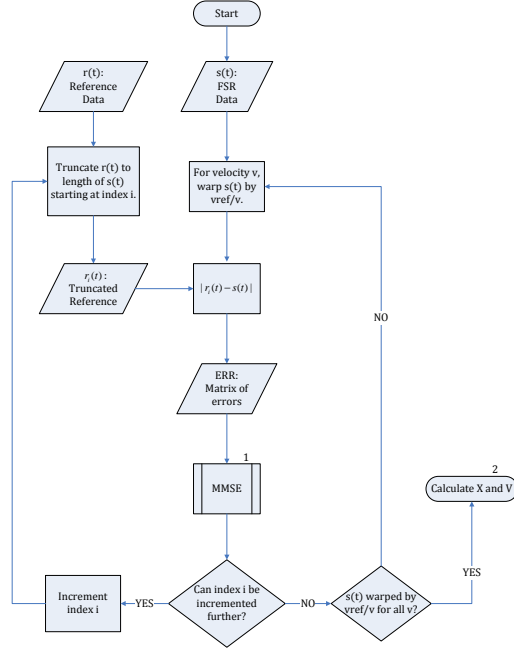 Start
r(t):
Reference
Data
s(t):
FSR
Data
Truncate r(t) to
length of s(t)
starting at index i.
For velocity v,
warp s(t) by
vref/v.
r_i(t) :
Truncated
Reference
| r_i(t) − s(t) |
NO
ERR:
Matrix of
errors
1
MMSE
2
Calculate X and V
Increment
index i
YES
Can index i be
incremented
further?
NO
s(t) warped by
vref/v for all v?
YES